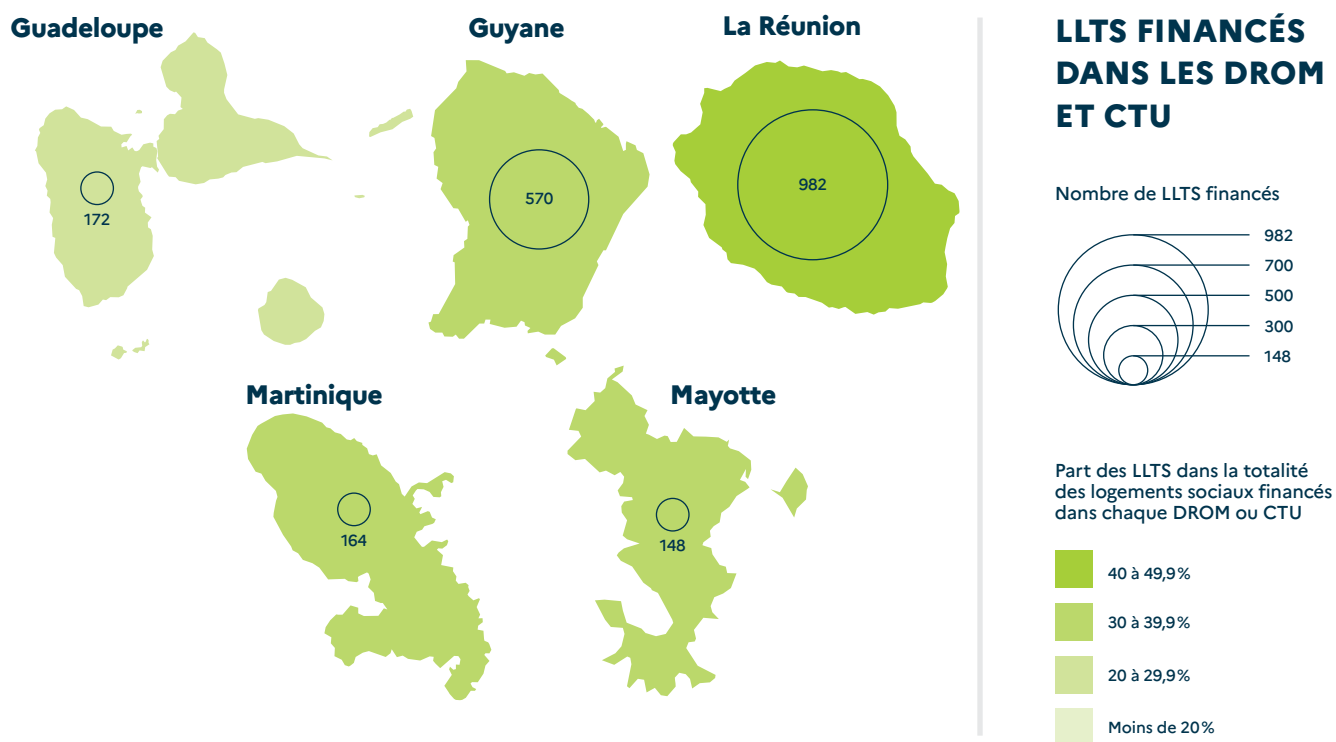 Guadeloupe
Guyane
La Réunion
172
570
982
Martinique
Mayotte
164
148
LLTS FINANCÉS
DANS LES DROM
ET CTU
Nombre de LLTS financés
982
700
500
300
148
Part des LLTS dans la totalité
des logements sociaux financés
dans chaque DROM ou CTU
40 à 49,9 %
30 à 39,9 %
20 à 29,9 %
Moins de 20 %